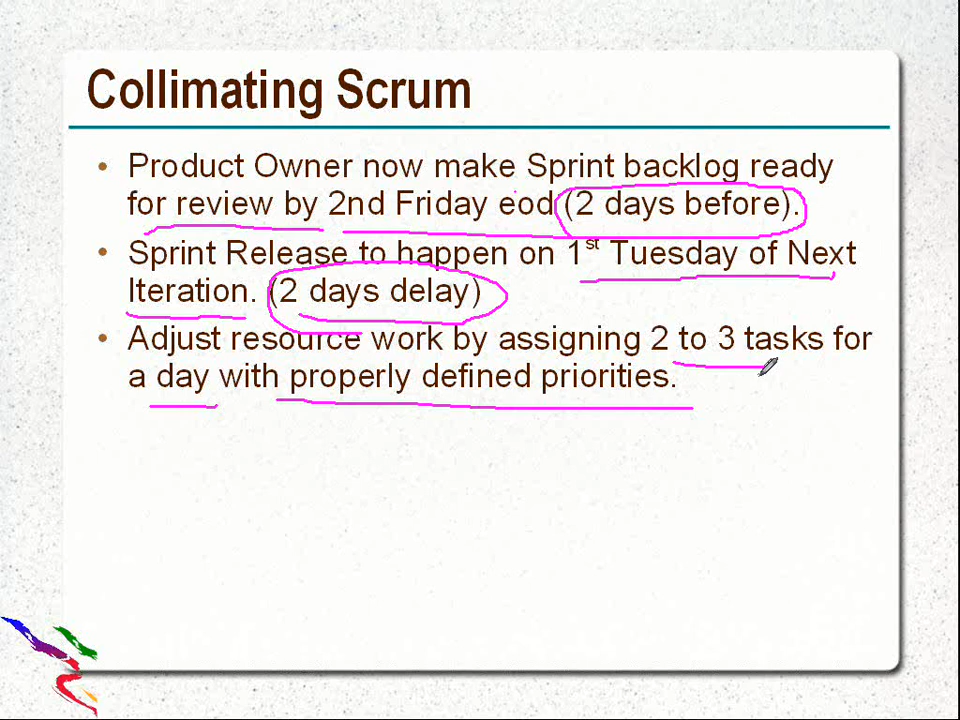 Collimating Scrum
• Product Owner now make Sprint backlog ready
for review by 2nd Friday eod (2 days before).
• Sprint Release to happen on 1st Tuesday of Next
Iteration. (2 days delay)
• Adjust resource work by assigning 2 to 3 tasks for
a day with properly defined priorities.